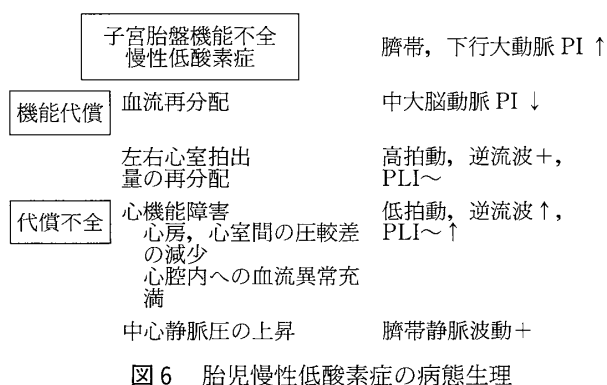 子宮胎盤機能不全
慢性低酸素症
臍帯，下行大動脈 PI ↑
機能代償
血流再分配
中大脳動脈 PI ↓
左右心室拍出
量の再分配
高拍動，逆流波＋，
PLI～
代償不全
心機能障害
心房，心室間の圧較差
の減少
心腔内への血流異常充
満
低拍動，逆流波↑，
PLI～↑
中心静脈圧の上昇
臍帯静脈波動＋
図6 胎児慢性低酸素症の病態生理